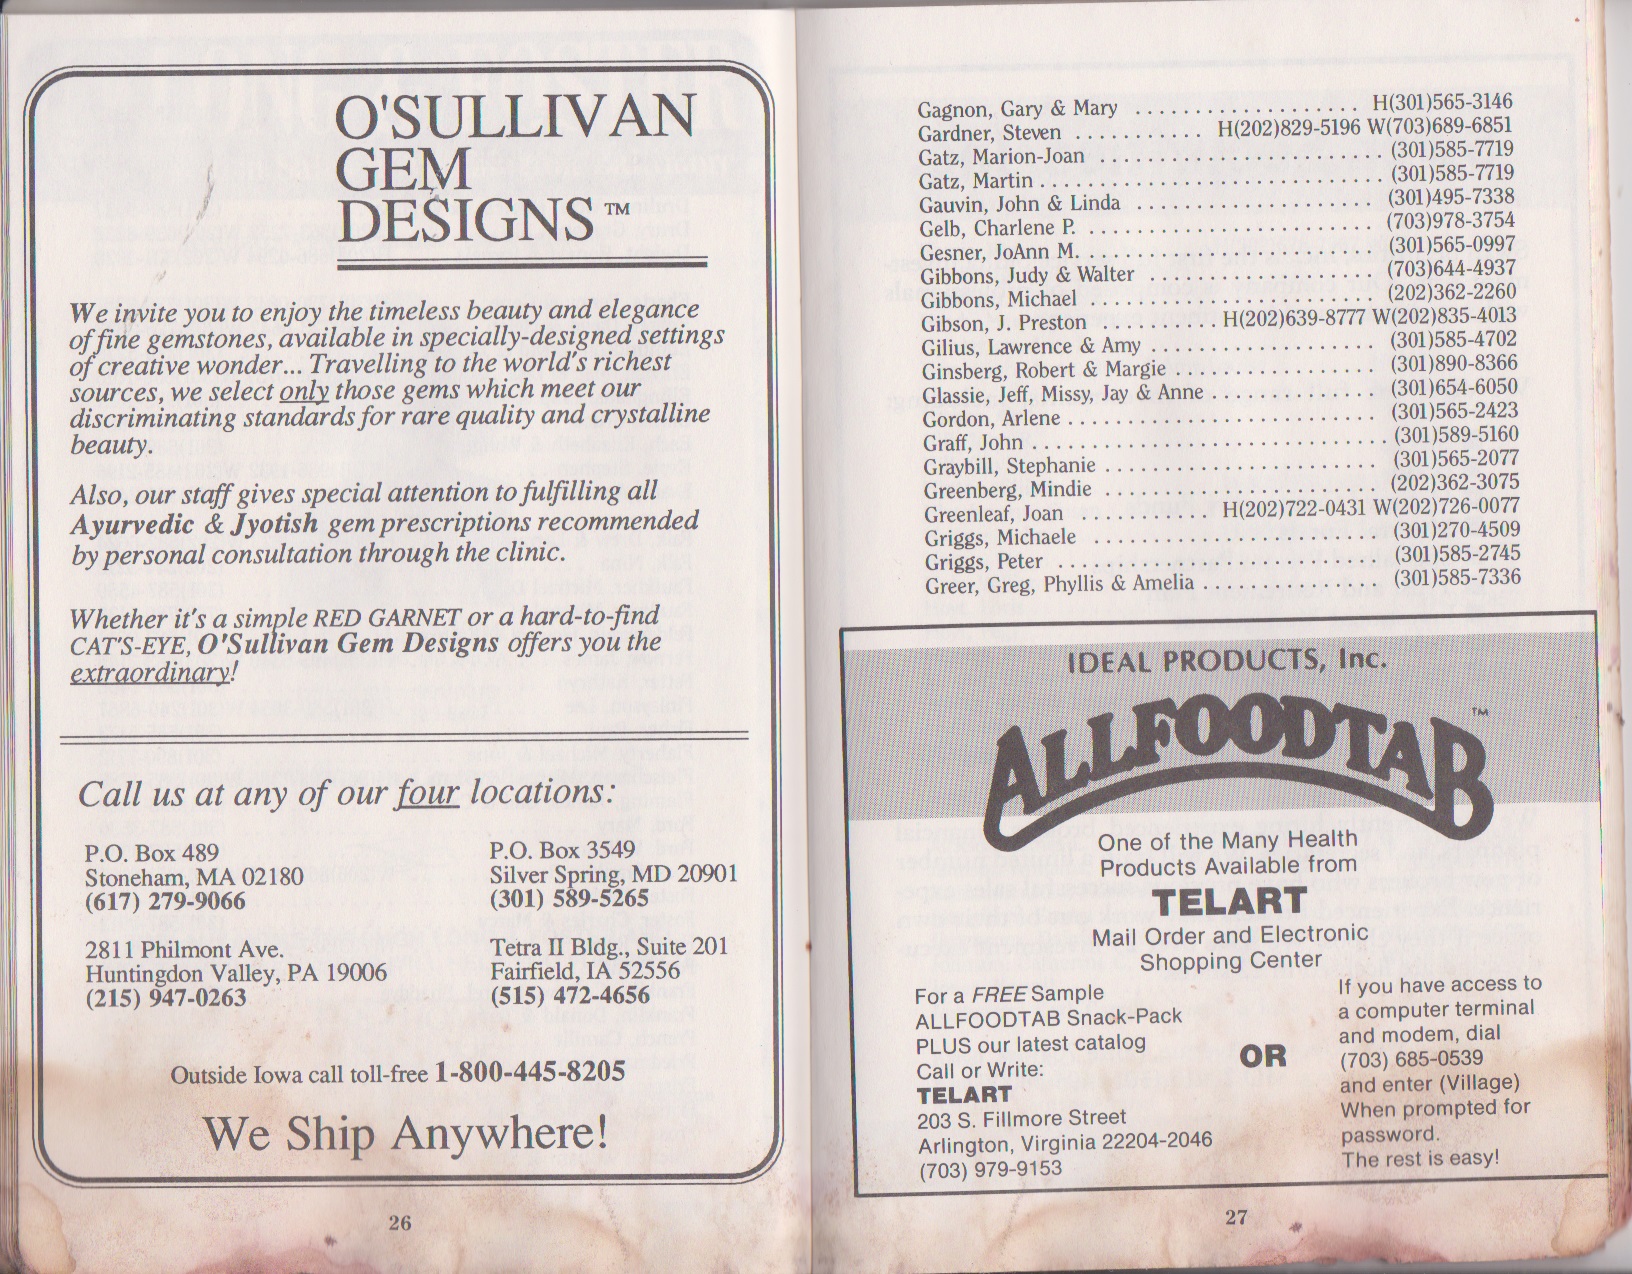 O'SULLIVAN
GEM
DESIGNS™
We invite you to enjoy the timeless beauty and elegance
of fine gemstones, available in specially-designed settings
of creative wonder... Travelling to the world's richest
sources, we select only those gems which meet our
discriminating standards for rare quality and crystalline
beauty.
Also, our staff gives special attention to fulfilling all
Ayurvedic & Jyotish gem prescriptions recommended
by personal consultation through the clinic.
Whether it's a simple RED GARNET or a hard-to-find
CAT'S-EYE, O'Sullivan Gem Designs offers you the
extraordinary!
Call us at any of our four locations:
P.O. Box 489
Stoneham, MA 02180
(617) 279-9066
P.O. Box 3549
Silver Spring, MD 20901
(301) 589-5265
2811 Philmont Ave.
Huntingdon Valley, PA 19006
(215) 947-0263
Tetra II Bldg., Suite 201
Fairfield, IA 52556
(515) 472-4656
Outside Iowa call toll-free 1-800-445-8205
We Ship Anywhere!
26
Gagnon, Gary & Mary ................... H(301)565-3146
Gardner, Steven ........... H(202)829-5196 W(703)689-6851
Gatz, Marion-Joan ........................ (301)585-7719
Gatz, Martin ............................. (301)585-7719
Gauvin, John & Linda .................... (301)495-7338
Gelb, Charlene P. ........................ (703)978-3754
Gesner, JoAnn M. ......................... (301)565-0997
Gibbons, Judy & Walter ................... (703)644-4937
Gibbons, Michael ........................ (202)362-2260
Gibson, J. Preston .......... H(202)639-8777 W(202)835-4013
Gilius, Lawrence & Amy ................... (301)585-4702
Ginsberg, Robert & Margie ................. (301)890-8366
Glassie, Jeff, Missy, Jay & Anne .............. (301)654-6050
Gordon, Arlene .......................... (301)565-2423
Graff, John .............................. (301)589-5160
Graybill, Stephanie ....................... (301)565-2077
Greenberg, Mindie ....................... (202)362-3075
Greenleaf, Joan ........... H(202)722-0431 W(202)726-0077
Griggs, Michaele ........................ (301)270-4509
Griggs, Peter ........................... (301)585-2745
Greer, Greg, Phyllis & Amelia ............... (301)585-7336
IDEAL PRODUCTS, Inc.
ALLFOODTAB™
One of the Many Health
Products Available from
TELART
Mail Order and Electronic
Shopping Center
For a FREE Sample
ALLFOODTAB Snack-Pack
PLUS our latest catalog
Call or Write:
TELART
203 S. Fillmore Street
Arlington, Virginia 22204-2046
(703) 979-9153
OR
If you have access to
a computer terminal
and modem, dial
(703) 685-0539
and enter (Village)
When prompted for
password.
The rest is easy!
27